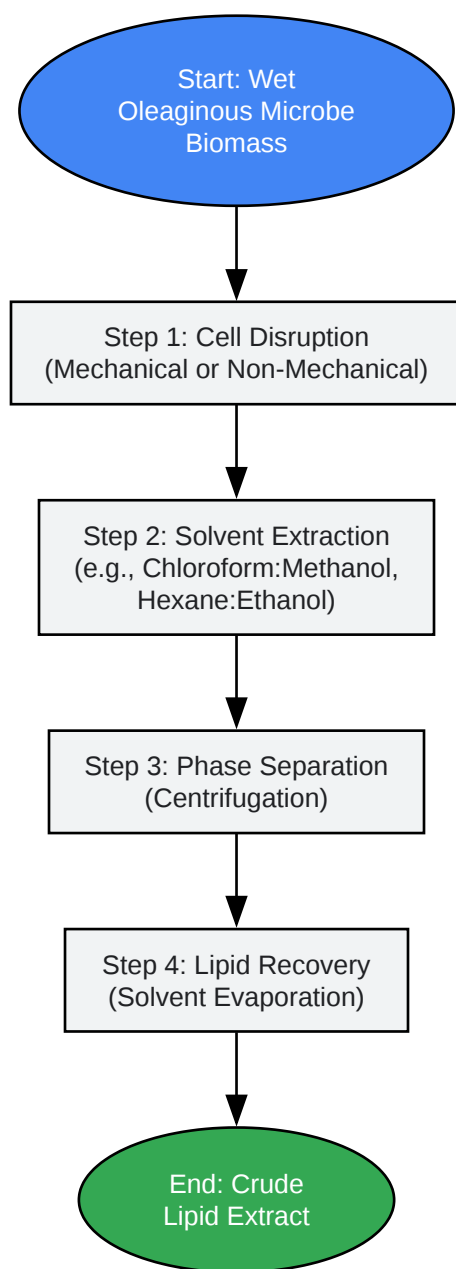 Start: Wet
Oleaginous Microbe
Biomass
Step 1: Cell Disruption
(Mechanical or Non-Mechanical)
Step 2: Solvent Extraction
(e.g., Chloroform:Methanol,
Hexane:Ethanol)
Step 3: Phase Separation
(Centrifugation)
Step 4: Lipid Recovery
(Solvent Evaporation)
End: Crude
Lipid Extract